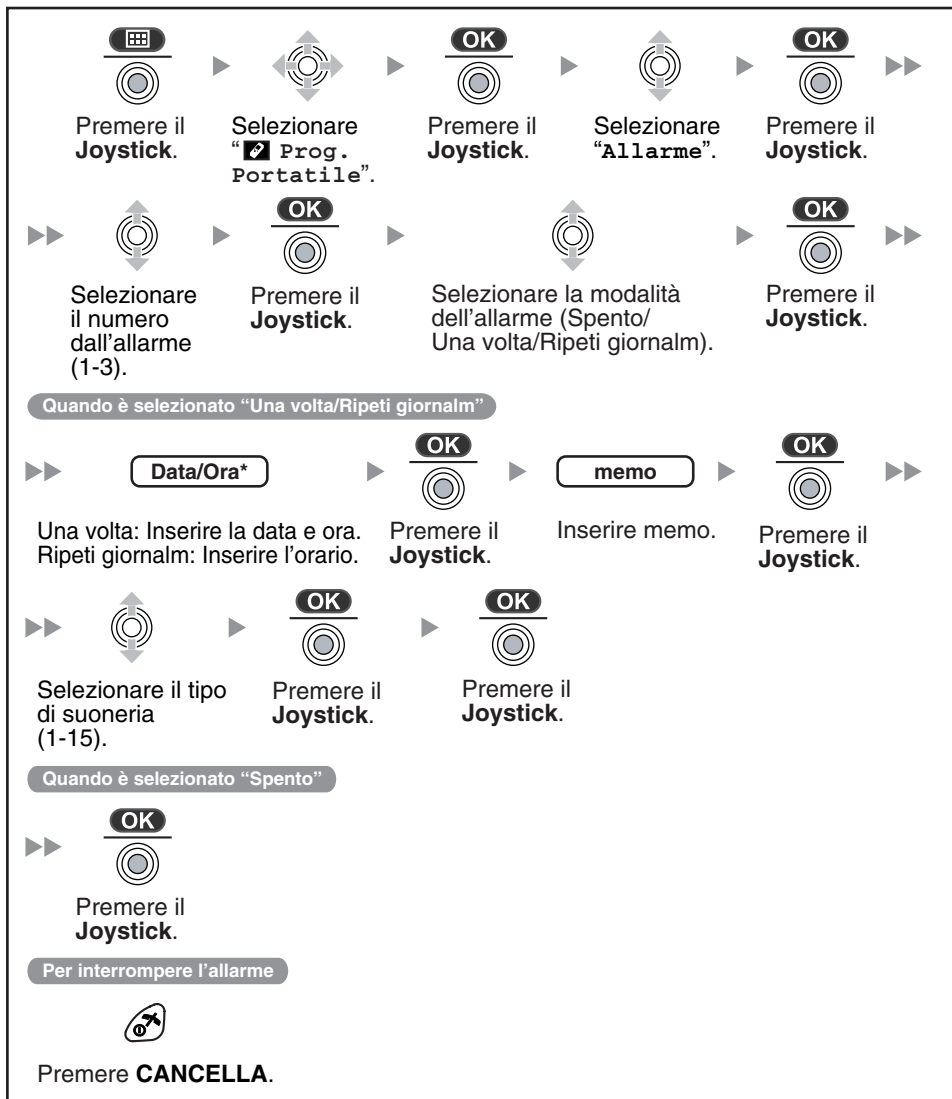 OK OK
Premere il Selezionare Premere il Selezionare Premere il
Joystick. “ Prog. Joystick. “Allarme”. Joystick.
Portatile”.
OK OK
Selezionare Premere il Selezionare la modalità Premere il
il numero Joystick. dell'allarme (Spento/ Joystick.
dall'allarme Una volta/Ripeti giornalm).
(1-3).
Quando è selezionato “Una volta/Ripeti giornalm”
OK OK
Data/Ora* memo
Una volta: Inserire la data e ora. Premere il Inserire memo. Premere il
Ripeti giornalm: Inserire l'orario. Joystick. Joystick.
OK OK
Selezionare il tipo Premere il Premere il
di suoneria Joystick. Joystick.
(1-15).
Quando è selezionato “Spento”
OK
Premere il
Joystick.
Per interrompere l'allarme
Premere CANCELLA.